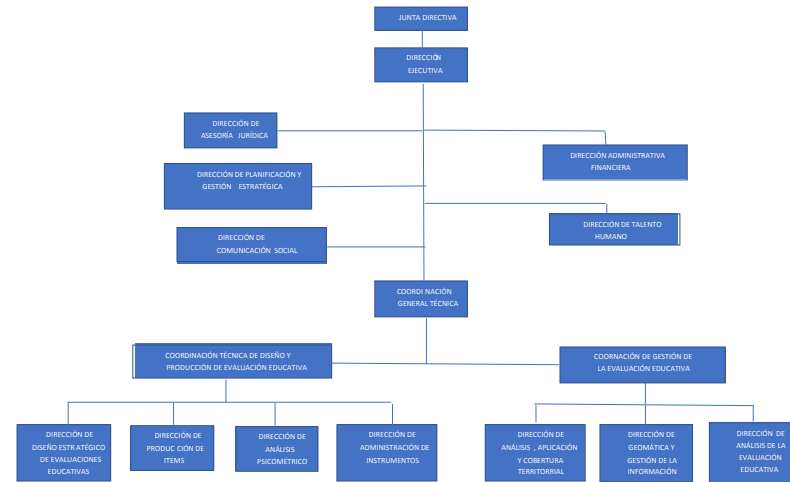 JUNTA DIRECTIVA
DIRECCIÓN
EJECUTIVA
DIRECCIÓN DE
ASESORÍA JURÍDICA
DIRECCIÓN ADMINISTRATIVA
FINANCIERA
DIRECCIÓN DE PLANIFICACIÓN Y
GESTIÓN ESTRATÉGICA
DIRECCIÓN DE TALENTO
HUMANO
DIRECCIÓN DE
COMUNICACIÓN SOCIAL
COORDI NACIÓN
GENERAL TÉCNICA
COORDINACIÓN TÉCNICA DE DISEÑO Y
PRODUCCIÓN DE EVALUACIÓN EDUCATIVA
COORNACIÓN DE GESTIÓN DE
LA EVALUACIÓN EDUCATIVA
DIRECCIÓN DE
DISEÑO ESTR ATÉGICO
DE EVALUACIONES
EDUCATIVAS
DIRECCIÓN DE
PRODUC CIÓN DE
ITEMS
DIRECCIÓN DE
ANÁLISIS
PSICOMÉTRICO
DIRECCIÓN DE
ADMINISTRACIÓN DE
INSTRUMENTOS
DIRECCIÓN DE
ANÁLISIS , APLICACIÓN
Y COBERTURA
TERRITORRIAL
DIRECCIÓN DE
GEOMÁTICA Y
GESTIÓN DE LA
INFORMACIÓN
DIRECCIÓN DE
ANÁLISIS DE LA
EVALUACIÓN
EDUCATIVA